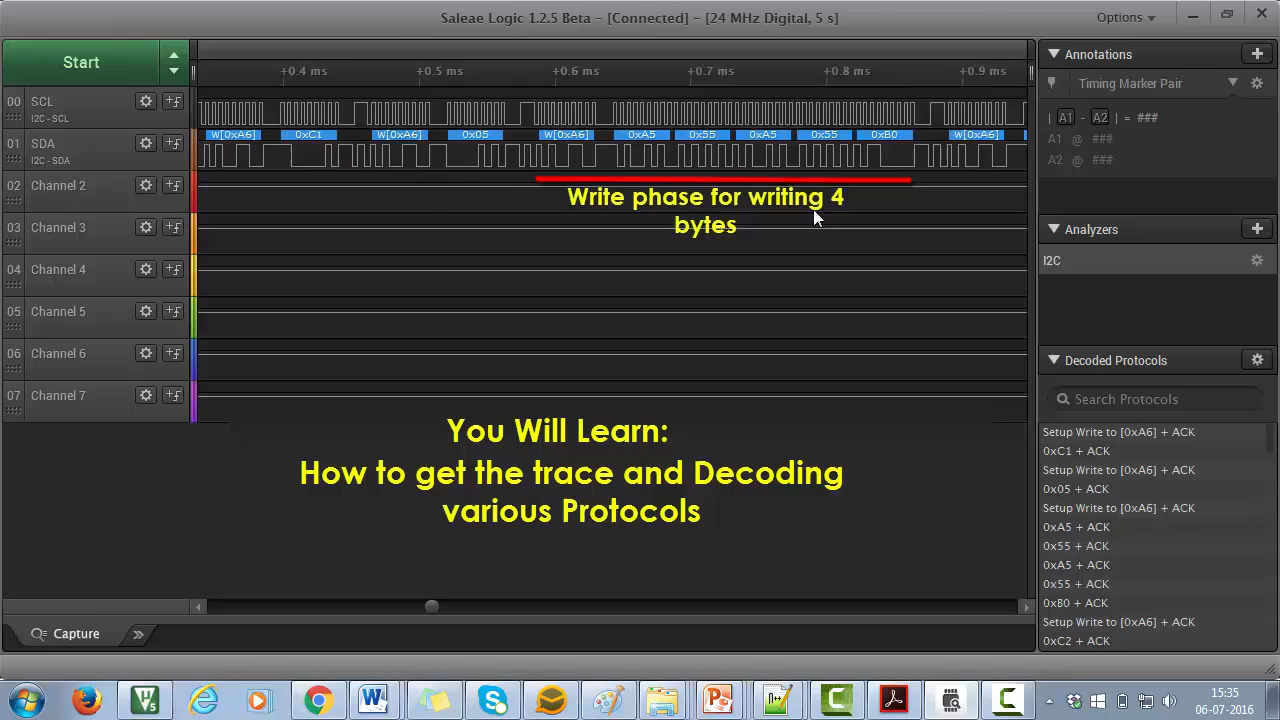 Saleae Logic 1.2.5 Beta - [Connected] - [24 MHz Digital, 5 s]
Options
Start
+0.4 ms +0.5 ms +0.6 ms +0.7 ms +0.8 ms +0.9 ms
00 SCL
I2C - SCL
W[0xA6] 0xC1 W[0xA6] 0x05 W[0xA6] 0xA5 0x55 0xA5 0x55 0xB0 W[0xA6]
01 SDA
I2C - SDA
02 Channel 2
Write phase for writing 4
bytes
03 Channel 3
04 Channel 4
05 Channel 5
06 Channel 6
07 Channel 7
You Will Learn:
How to get the trace and Decoding
various Protocols
Capture
Annotations
Timing Marker Pair
| A1 - A2 | = ###
A1 @ ###
A2 @ ###
Analyzers
I2C
Decoded Protocols
Search Protocols
Setup Write to [0xA6] + ACK
0xC1 + ACK
Setup Write to [0xA6] + ACK
0x05 + ACK
Setup Write to [0xA6] + ACK
0xA5 + ACK
0x55 + ACK
0xA5 + ACK
0x55 + ACK
0xB0 + ACK
Setup Write to [0xA6] + ACK
0xC2 + ACK
15:35
06-07-2016